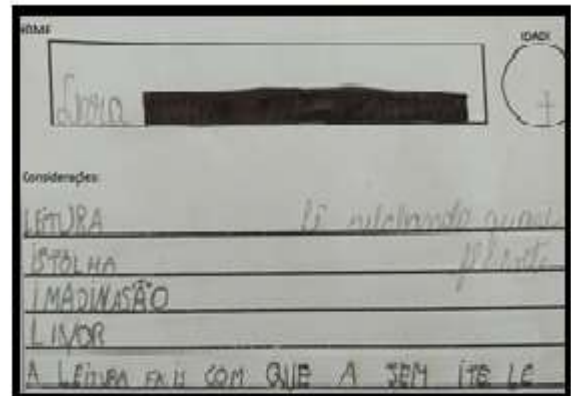 NOME
IDADE
Considerações:
LEITURA
ISTOLHA
IMADINASÃO
LIVOR
A LEITURA FAIS COM QUE A JEM ITE LE